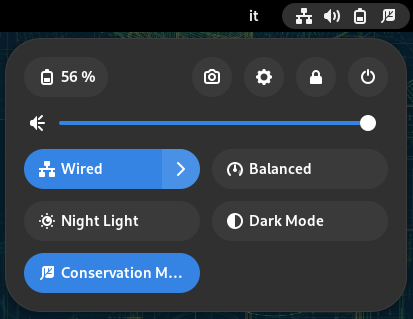 it
56 %
Wired
Balanced
Night Light
Dark Mode
Conservation M...